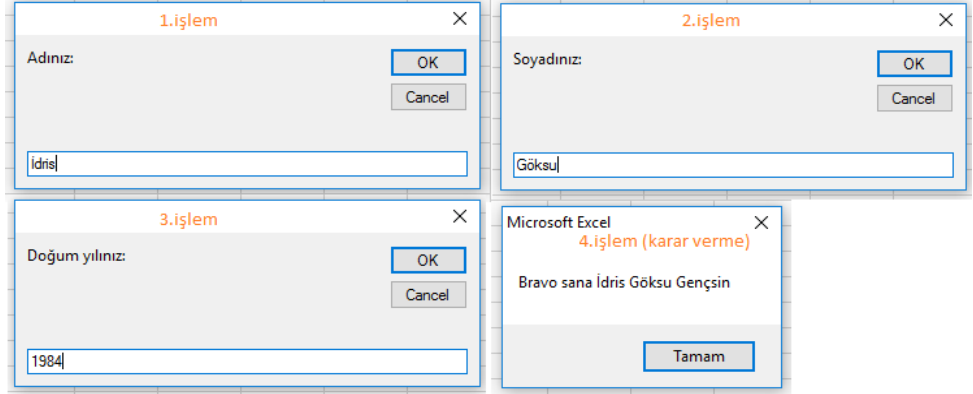 1.işlem
Adınız:
OK
Cancel
İdris
2.işlem
Soyadınız:
OK
Cancel
Göksu
3.işlem
Doğum yılınız:
OK
Cancel
1984
Microsoft Excel
4.işlem (karar verme)
Bravo sana İdris Göksu Gençsin
Tamam